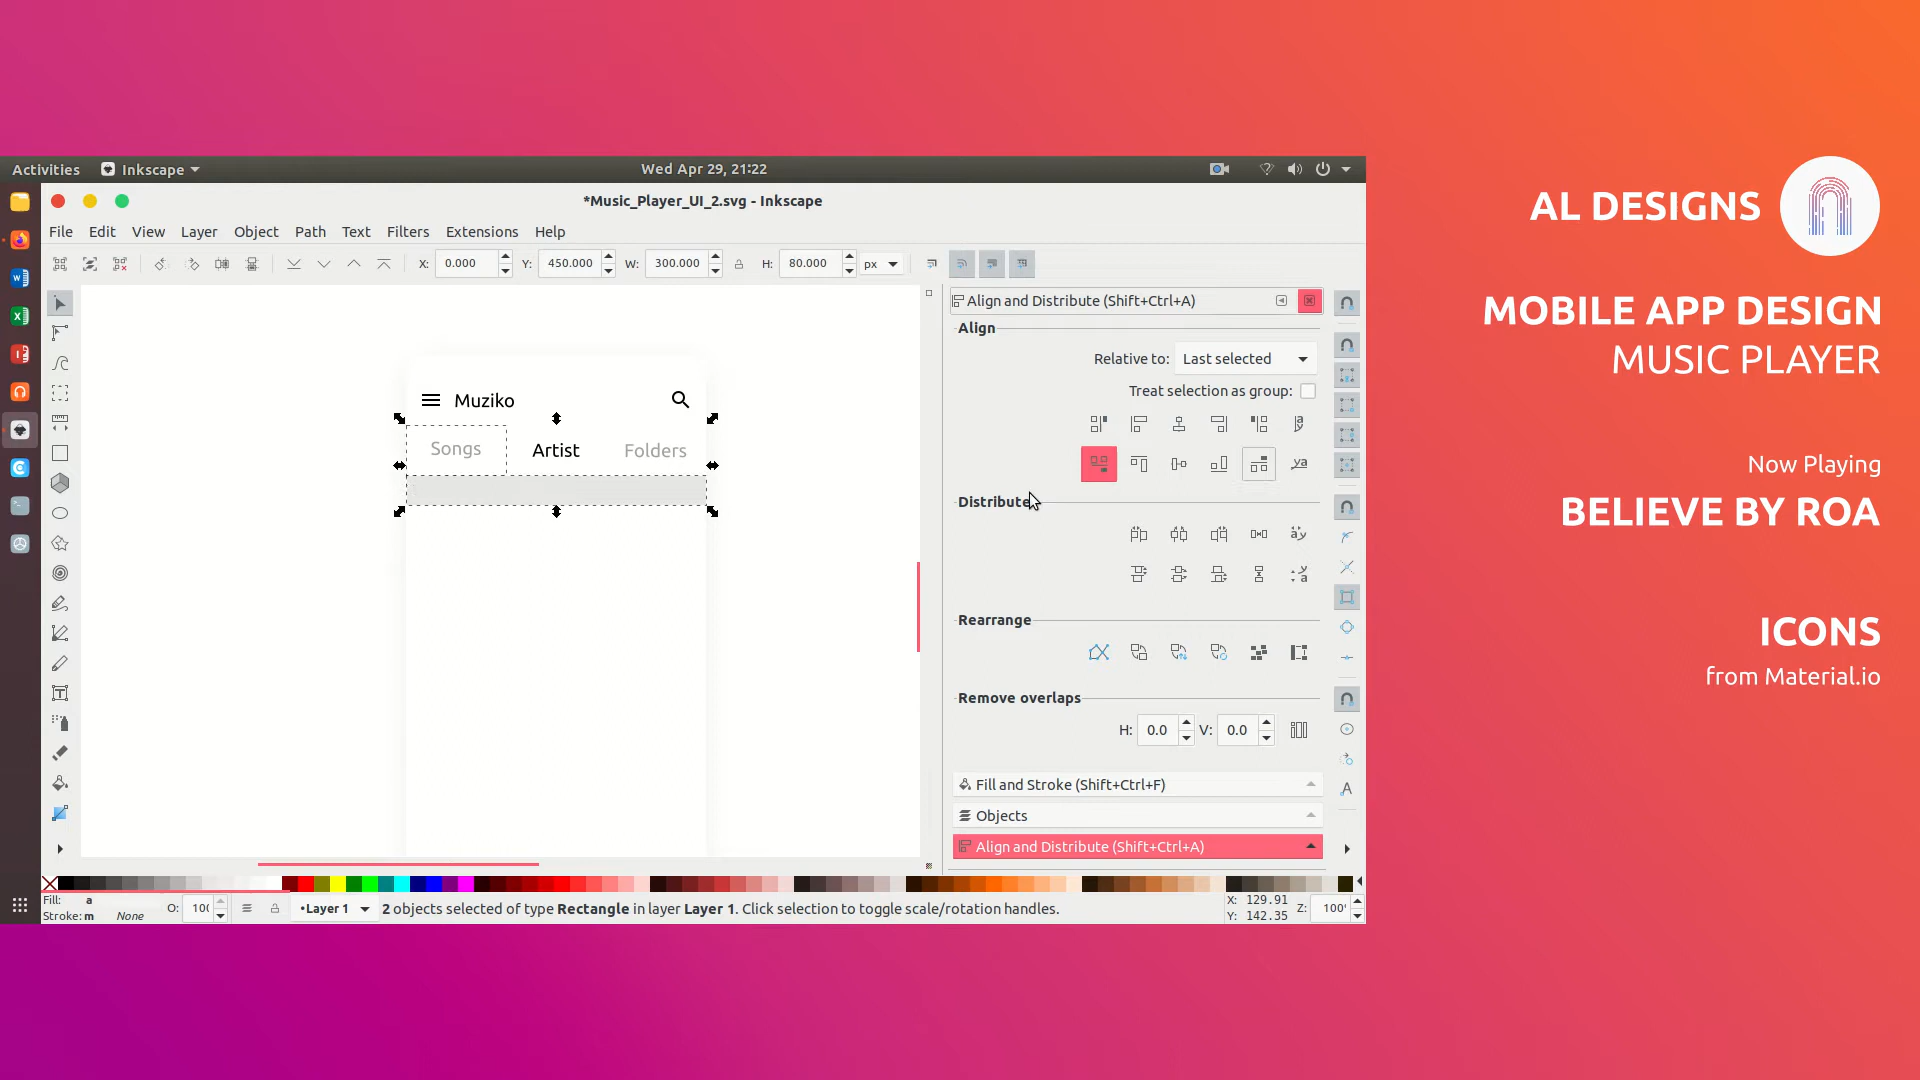 Activities
Inkscape
Wed Apr 29, 21:22
*Music_Player_UI_2.svg - Inkscape
File Edit View Layer Object Path Text Filters Extensions Help
X: 0.000 Y: 450.000 W: 300.000 H: 80.000 px
Align and Distribute (Shift+Ctrl+A)
Align
Relative to: Last selected
Treat selection as group:
Muziko
Songs Artist Folders
Distribute
Rearrange
Remove overlaps
H: 0.0 V: 0.0
Fill and Stroke (Shift+Ctrl+F)
Objects
Align and Distribute (Shift+Ctrl+A)
Fill: a
Stroke: m None
O: 100
•Layer 1
2 objects selected of type Rectangle in layer Layer 1. Click selection to toggle scale/rotation handles.
X: 129.91
Y: 142.35
Z: 100
AL DESIGNS
MOBILE APP DESIGN
MUSIC PLAYER
Now Playing
BELIEVE BY ROA
ICONS
from Material.io